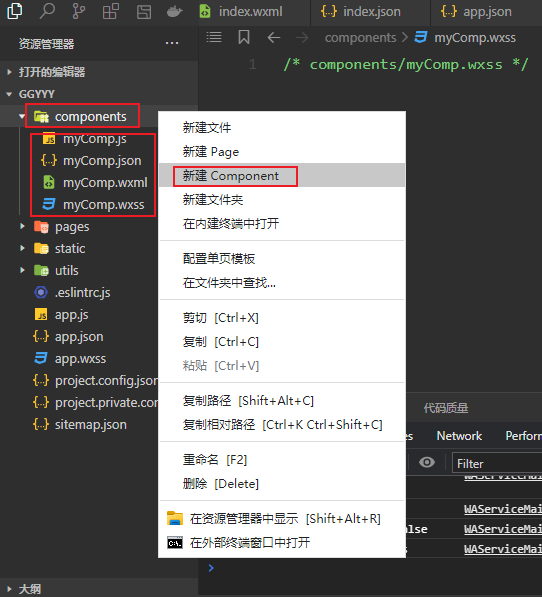 index.wxml
index.json
app.json
资源管理器
components
myComp.wxss
打开的编辑器
1
/* components/myComp.wxss */
GGYYY
components
myComp.js
myComp.json
myComp.wxml
myComp.wxss
pages
static
utils
.eslintrc.js
app.js
app.json
app.wxss
project.config.json
project.private.con
sitemap.json
大纲
新建文件
新建 Page
新建 Component
新建文件夹
在内建终端中打开
配置单页模板
在文件夹中查找...
剪切 [Ctrl+X]
复制 [Ctrl+C]
粘贴 [Ctrl+V]
复制路径 [Shift+Alt+C]
复制相对路径 [Ctrl+K Ctrl+Shift+C]
重命名 [F2]
删除 [Delete]
在资源管理器中显示 [Shift+Alt+R]
在外部终端窗口中打开
代码质量
es
Network
Perforr
Filter
WAServiceMai
WAServiceMai
alse
WAServiceMai
s
WAServiceMai